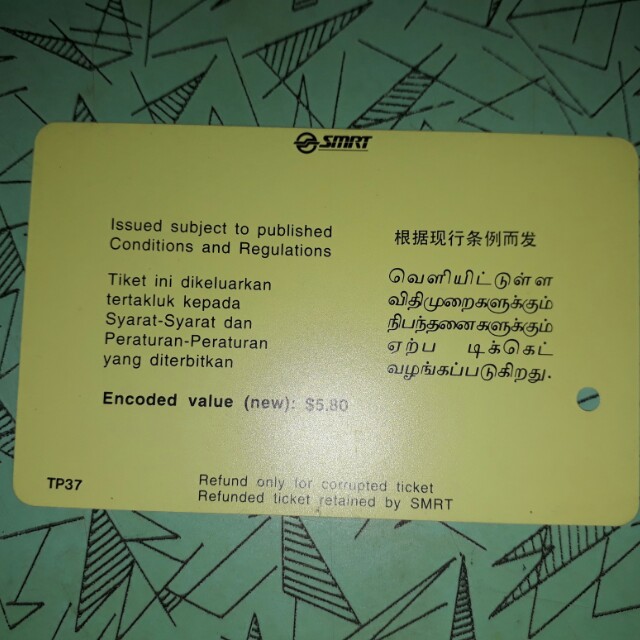 SMRT
Issued subject to published
Conditions and Regulations
Tiket ini dikeluarkan
tertakluk kepada
Syarat-Syarat dan
Peraturan-Peraturan
yang diterbitkan
根据现行条例而发
வெளியிட்டுள்ள
விதிமுறைகளுக்கும்
நிபந்தனைகளுக்கும்
ஏற்ப டிக்கெட்
வழங்கப்படுகிறது.
Encoded value (new): $5.80
TP37
Refund only for corrupted ticket
Refunded ticket retained by SMRT